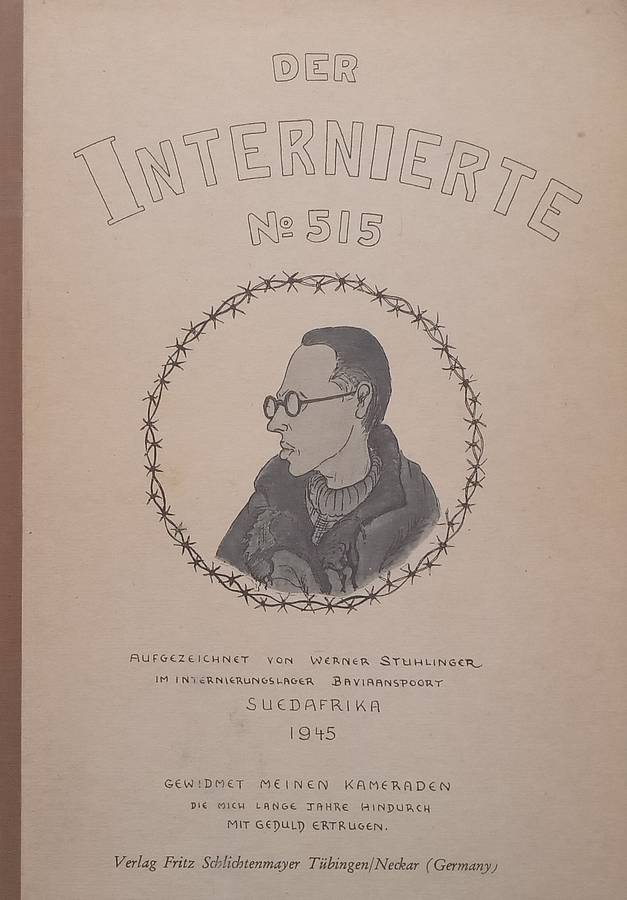 DER
INTERNIERTE
No 515
AUFGEZEICHNET VON WERNER STUHLINGER
IM INTERNIERUNGSLAGER BAVIAANSPOORT
SUEDAFRIKA
1945
GEWIDMET MEINEN KAMERADEN
DIE MICH LANGE JAHRE HINDURCH
MIT GEDULD ERTRUGEN.
Verlag Fritz Schlichtenmayer Tübingen/Neckar (Germany)